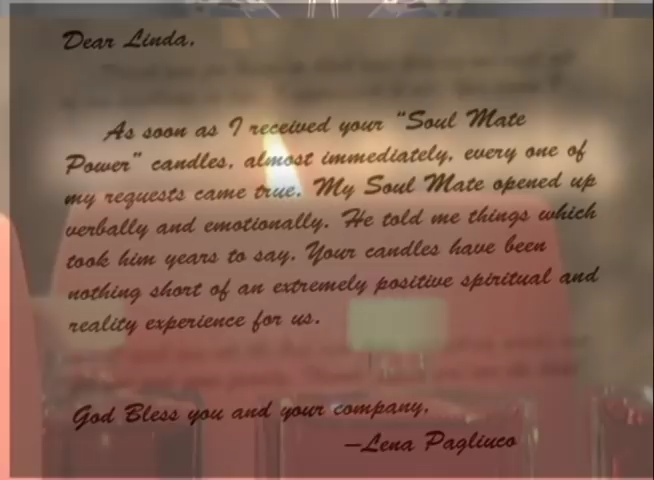 Dear Linda,
As soon as I received your "Soul Mate
Power" candles, almost immediately, every one of
my requests came true. My Soul Mate opened up
verbally and emotionally. He told me things which
took him years to say. Your candles have been
nothing short of an extremely positive spiritual and
reality experience for us.
God Bless you and your company,
—Lena Pagliuco